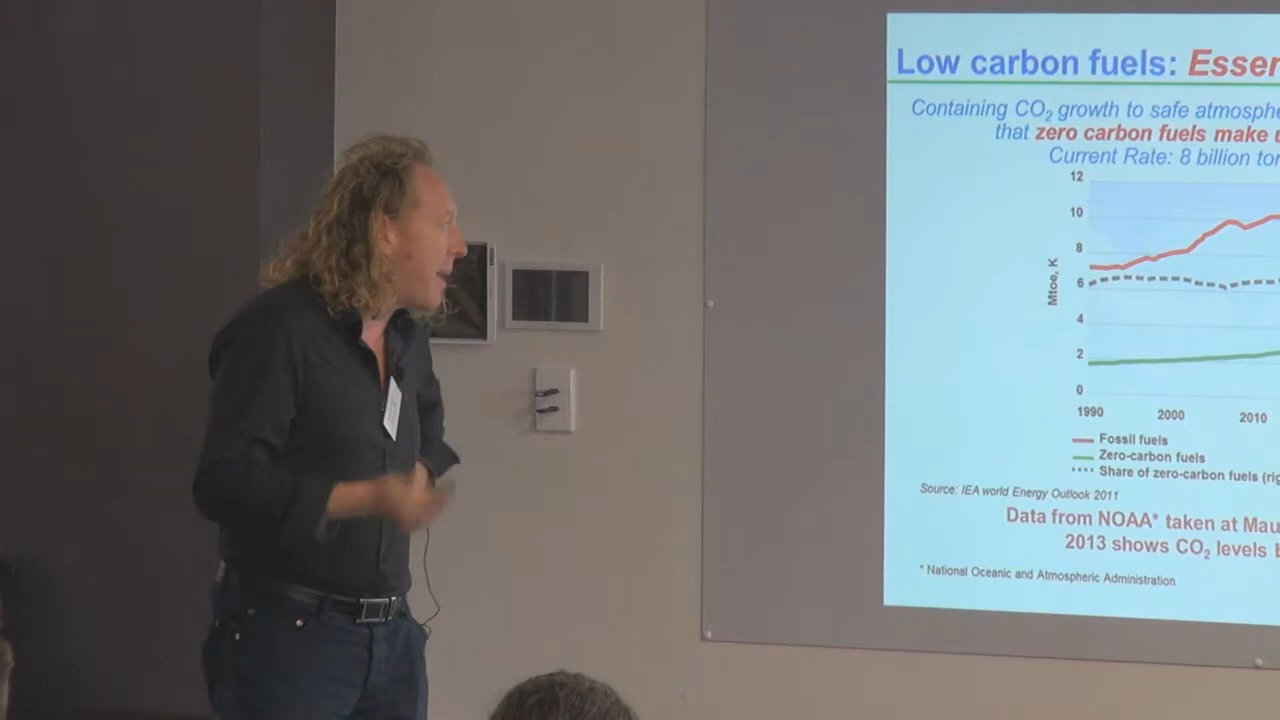 Low carbon fuels: Esser
Containing CO₂ growth to safe atmosphe
that zero carbon fuels make u
Current Rate: 8 billion tor
12
10
8
6
4
2
0
Mtoe, K
1990 2000 2010
Fossil fuels
Zero-carbon fuels
Share of zero-carbon fuels (rig
Source: IEA world Energy Outlook 2011
Data from NOAA* taken at Mau
2013 shows CO₂ levels b
* National Oceanic and Atmospheric Administration